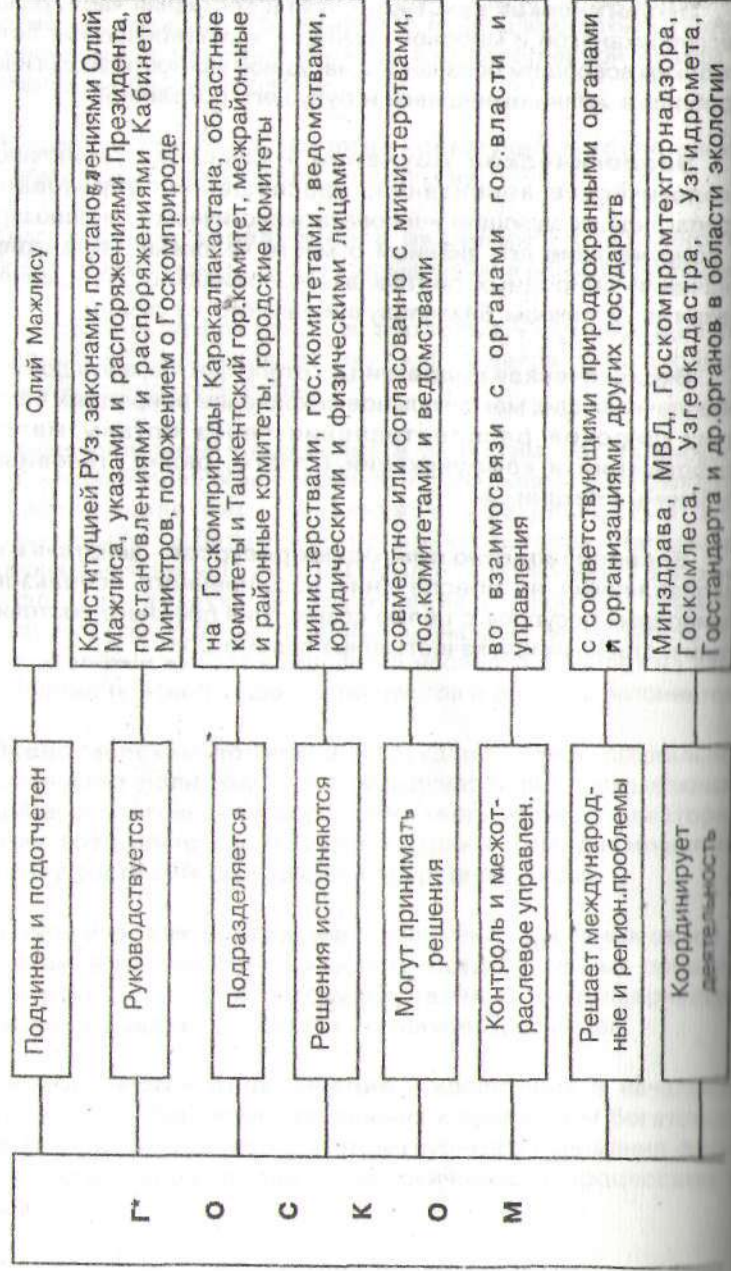 Г*
О
С
К
О
М
Подчинен и подотчетен
Олий Мажлису
Руководствуется
Конституцией РУз, законами, постановлениями Олий
Мажлиса, указами и распоряжениями Президента,
постановлениями и распоряжениями Кабинета
Министров, положением о Госкомприроде
Подразделяется
на Госкомприроды Каракалпакстана, областные
комитеты и Ташкентский гор.комитет, межрайонные
и районные комитеты, городские комитеты
Решения исполняются
министерствами, гос.комитетами, ведомствами,
юридическими и физическими лицами
Могут принимать
решения
совместно или согласованно с министерствами,
гос.комитетами и ведомствами
Контроль и межот-
раслевое управлен.
во взаимосвязи с органами гос.власти и
управления
Решает международ-
ные и регион.проблемы
с соответствующими природоохранными органами
и организациями других государств
Координирует
деятельность
Минздрава, МВД, Госкомпромтехгорнадзора,
Госкомлеса, Узгеокадастра, Узгидромета,
Госстандарта и др.органов в области экологии